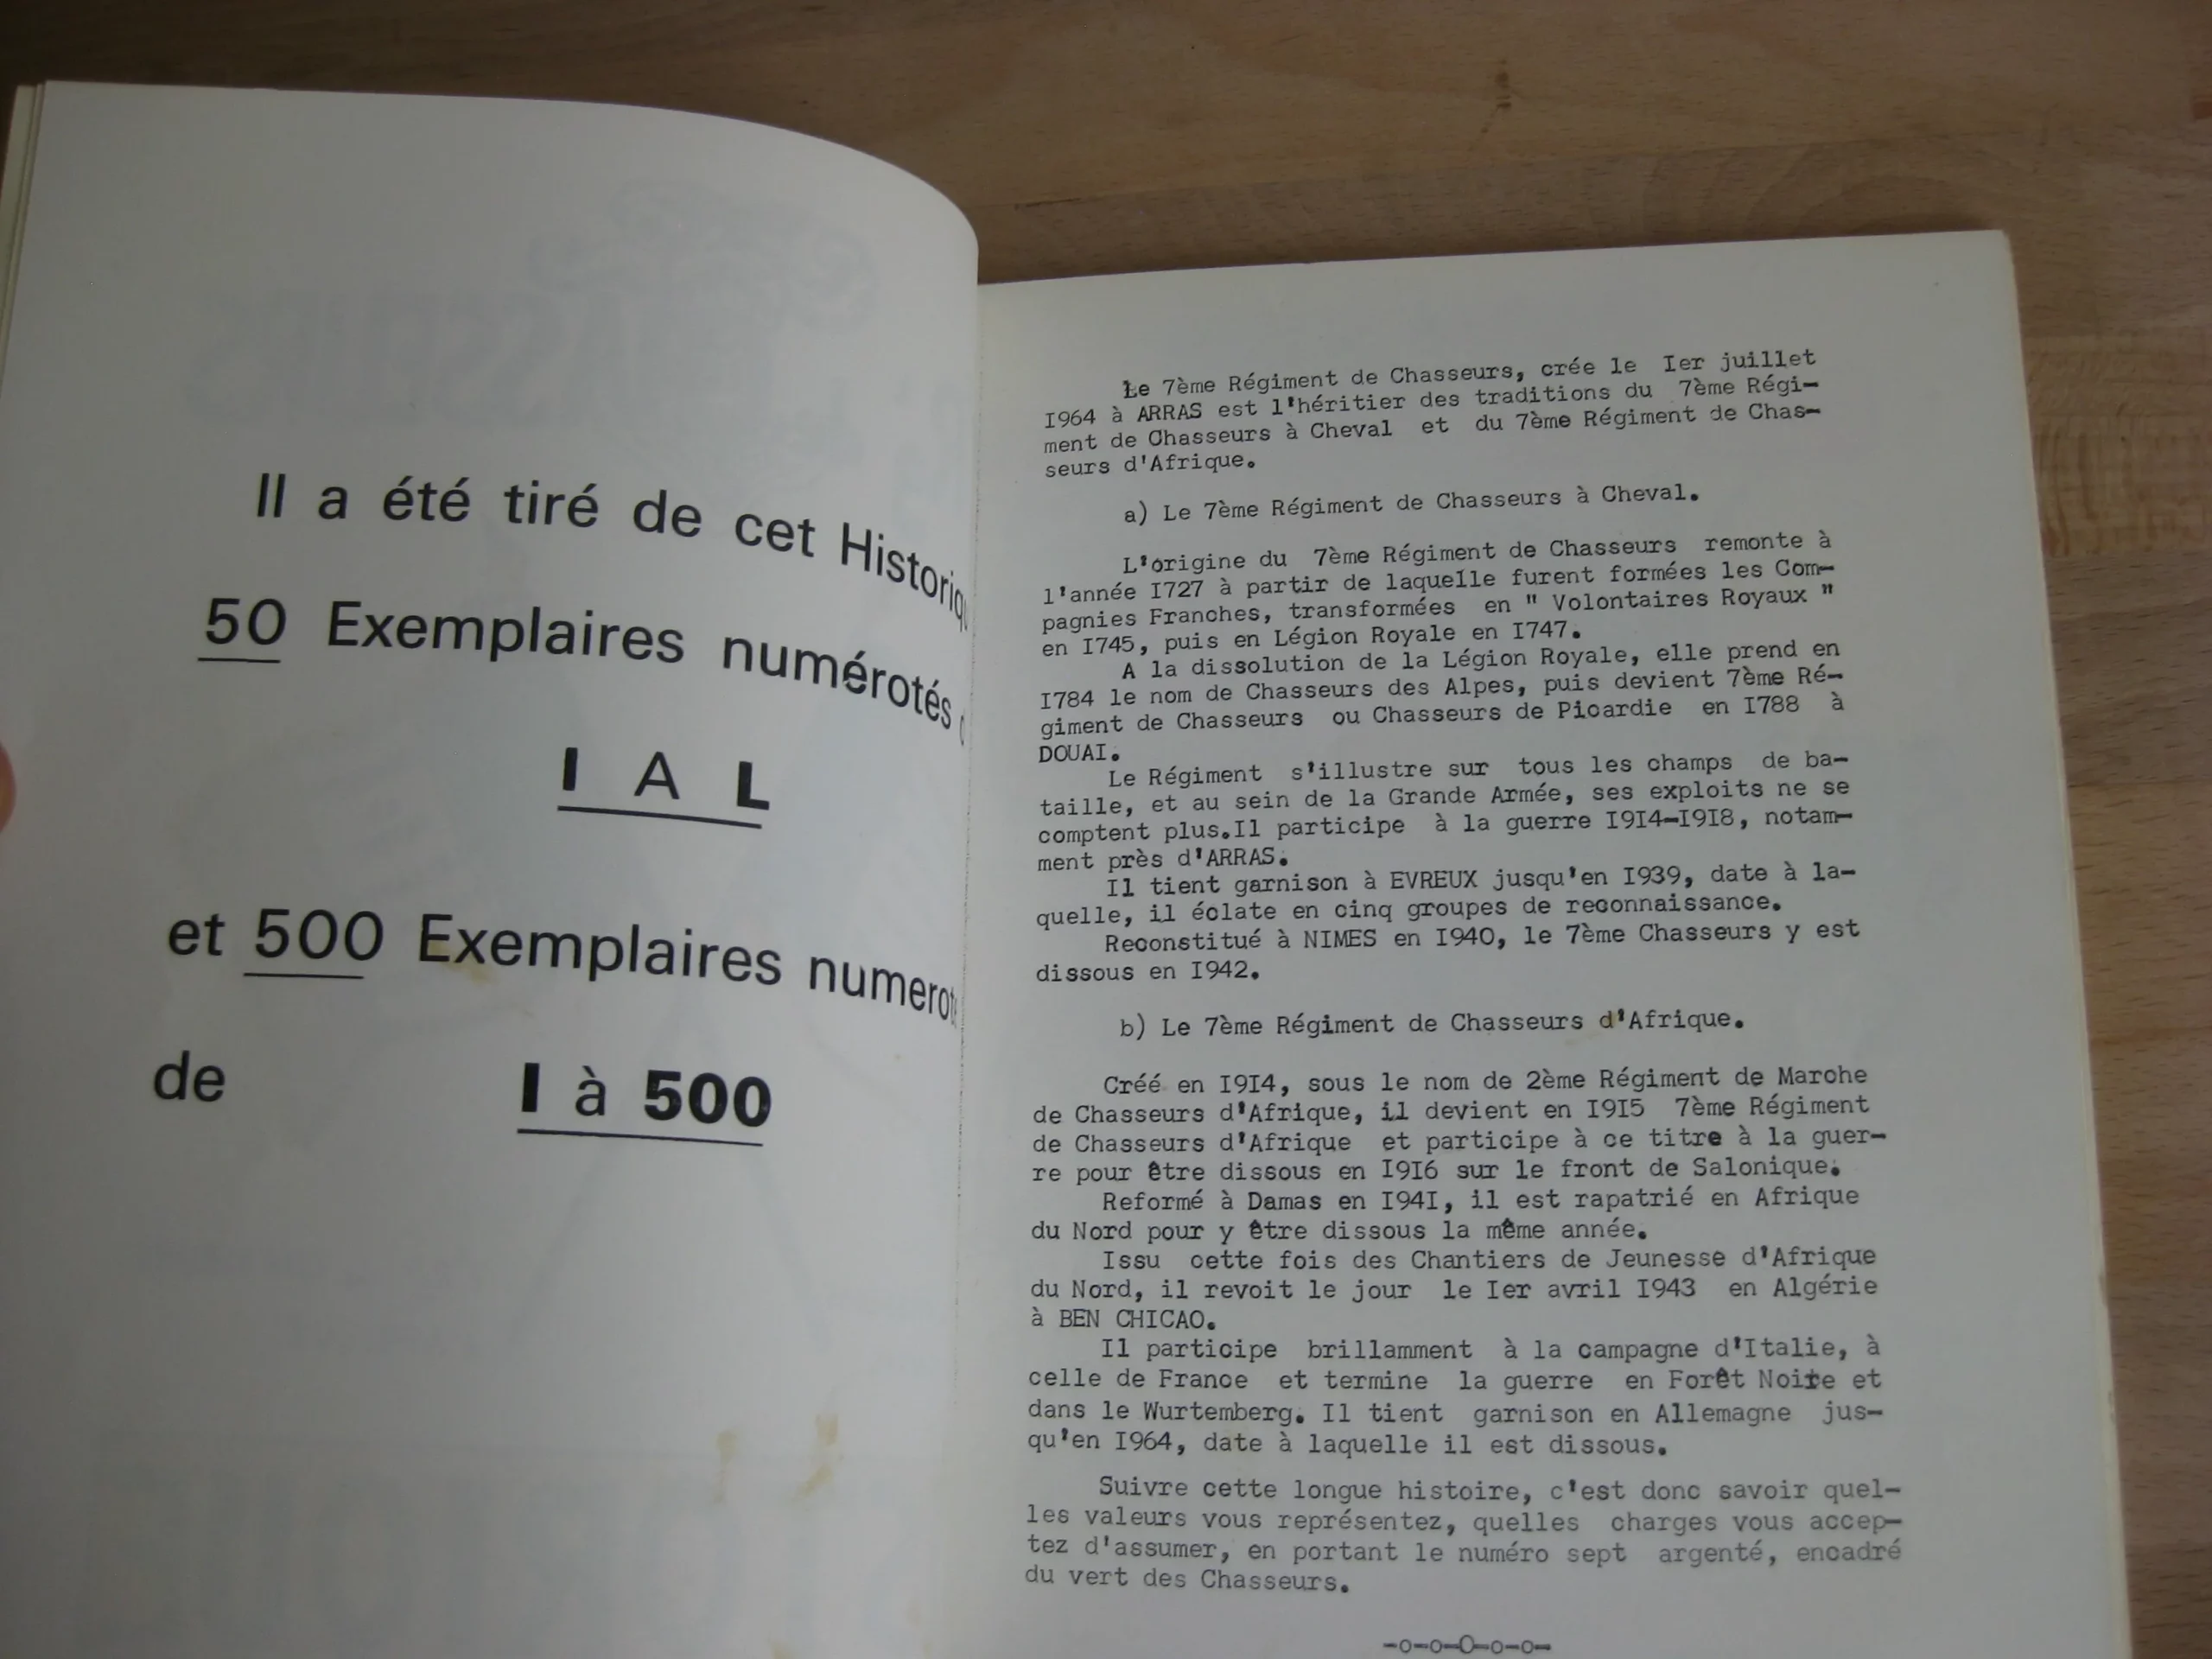 Il a été tiré de cet
50 Exemplaires numérotés
I A L
et 500 Exemplaires
de I à 500
Le 7ème Régiment de Chasseurs, crée le Ier juillet
I964 à ARRAS est l'héritier des traditions du 7ème Régi-
ment de Chasseurs à Cheval et du 7ème Régiment de Chas-
seurs d'Afrique.
a) Le 7ème Régiment de Chasseurs à Cheval.
L'origine du 7ème Régiment de Chasseurs remonte à
l'année I727 à partir de laquelle furent formées les Com-
pagnies Franches, transformées en " Volontaires Royaux "
en I745, puis en Légion Royale en I747.
A la dissolution de la Légion Royale, elle prend en
I784 le nom de Chasseurs des Alpes, puis devient 7ème Ré-
giment de Chasseurs ou Chasseurs de Picardie en I788 à
DOUAI.
Le Régiment s'illustre sur tous les champs de ba-
taille, et au sein de la Grande Armée, ses exploits ne se
comptent plus.Il participe à la guerre I9I4-I9I8, notam-
ment près d'ARRAS.
Il tient garnison à EVREUX jusqu'en I939, date à la-
quelle, il éclate en cinq groupes de reconnaissance.
Reconstitué à NIMES en I940, le 7ème Chasseurs y est
dissous en I942.
b) Le 7ème Régiment de Chasseurs d'Afrique.
Créé en I9I4, sous le nom de 2ème Régiment de Marche
de Chasseurs d'Afrique, il devient en I9I5 7ème Régiment
de Chasseurs d'Afrique et participe à ce titre à la guer-
re pour être dissous en I9I6 sur le front de Salonique.
Reformé à Damas en I94I, il est rapatrié en Afrique
du Nord pour y être dissous la même année.
Issu cette fois des Chantiers de Jeunesse d'Afrique
du Nord, il revoit le jour le Ier avril I943 en Algérie
à BEN CHICAO.
Il participe brillamment à la campagne d'Italie, à
celle de France et termine la guerre en Forêt Noire et
dans le Wurtemberg. Il tient garnison en Allemagne jus-
qu'en I964, date à laquelle il est dissous.
Suivre cette longue histoire, c'est donc savoir quel-
les valeurs vous représentez, quelles charges vous accep-
tez d'assumer, en portant le numéro sept argenté, encadré
du vert des Chasseurs.
-o-o-O-o-o-